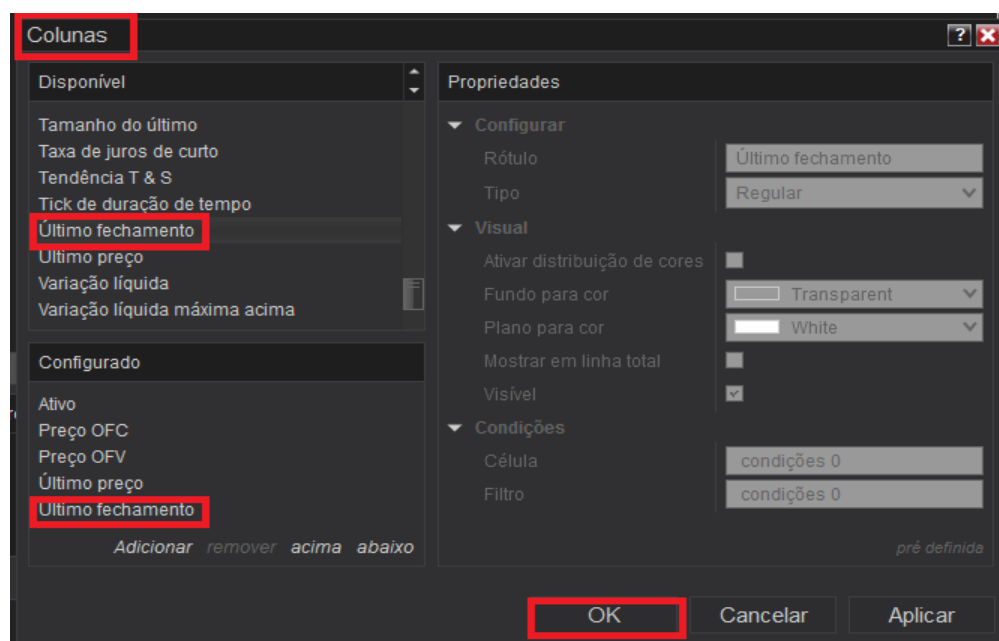 Colunas
?
Disponível
Tamanho do último
Taxa de juros de curto
Tendência T & S
Tick de duração de tempo
Último fechamento
Último preço
Variação líquida
Variação líquida máxima acima
Configurado
Ativo
Preço OFC
Preço OFV
Último preço
Último fechamento
Adicionar remover acima abaixo
Propriedades
Configurar
Rótulo Último fechamento
Tipo Regular
Visual
Ativar distribuição de cores
Fundo para cor Transparent
Plano para cor White
Mostrar em linha total
Visível
Condições
Célula condições 0
Filtro condições 0
pré definida
OK Cancelar Aplicar